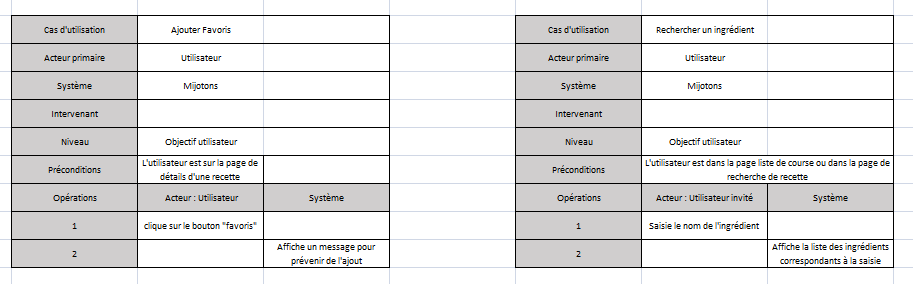 Cas d'utilisation Ajouter Favoris
Acteur primaire Utilisateur
Système Mijotons
Intervenant
Niveau Objectif utilisateur
Préconditions L'utilisateur est sur la page de
détails d'une recette
Opérations Acteur : Utilisateur Système
1 clique sur le bouton "favoris"
2 Affiche un message pour
prévenir de l'ajout
Cas d'utilisation Rechercher un ingrédient
Acteur primaire Utilisateur
Système Mijotons
Intervenant
Niveau Objectif utilisateur
Préconditions L'utilisateur est dans la page liste de course ou dans la page de
recherche de recette
Opérations Acteur : Utilisateur invité Système
1 Saisie le nom de l'ingrédient
2 Affiche la liste des ingrédients
correspondants à la saisie